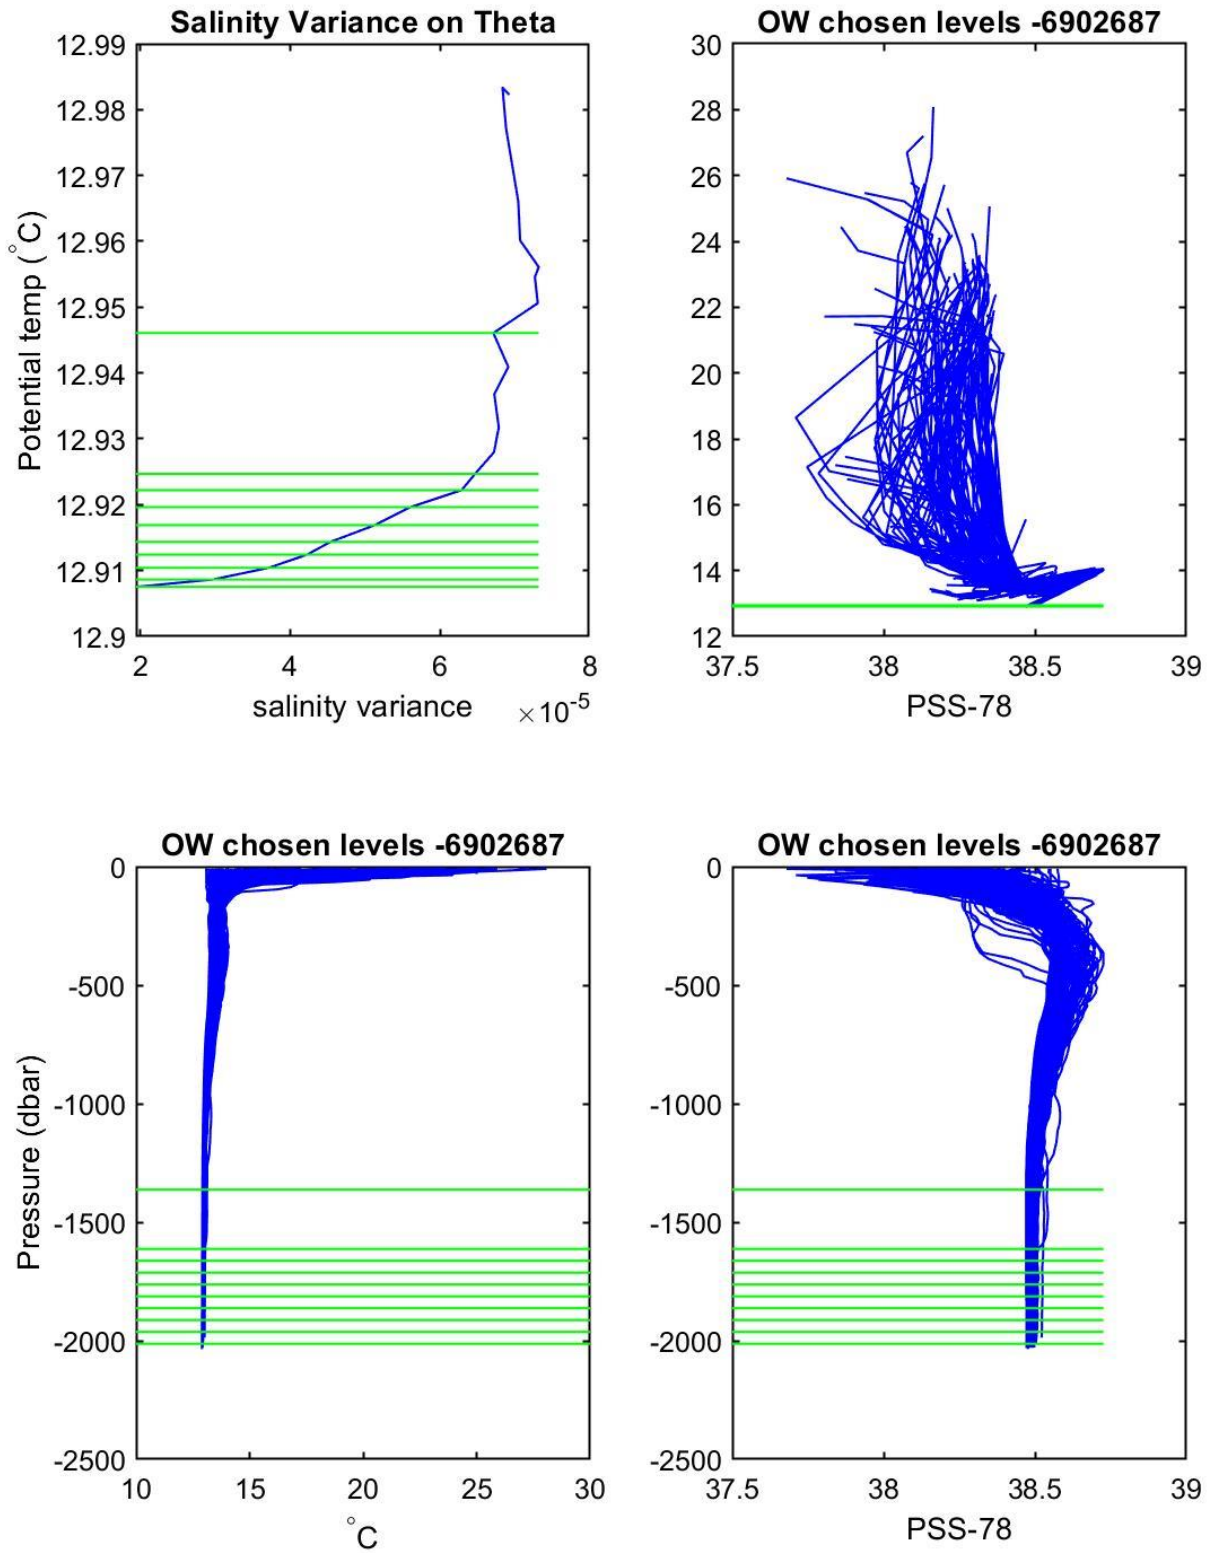 Salinity Variance on Theta
12.99
12.98
12.97
12.96
12.95
12.94
12.93
12.92
12.91
12.9
Potential temp (°C)
2 4 6 8
salinity variance ×10-5
OW chosen levels -6902687
30
28
26
24
22
20
18
16
14
12
37.5 38 38.5 39
PSS-78
OW chosen levels -6902687
0
-500
-1000
-1500
-2000
-2500
Pressure (dbar)
10 15 20 25 30
°C
OW chosen levels -6902687
0
-500
-1000
-1500
-2000
-2500
37.5 38 38.5 39
PSS-78